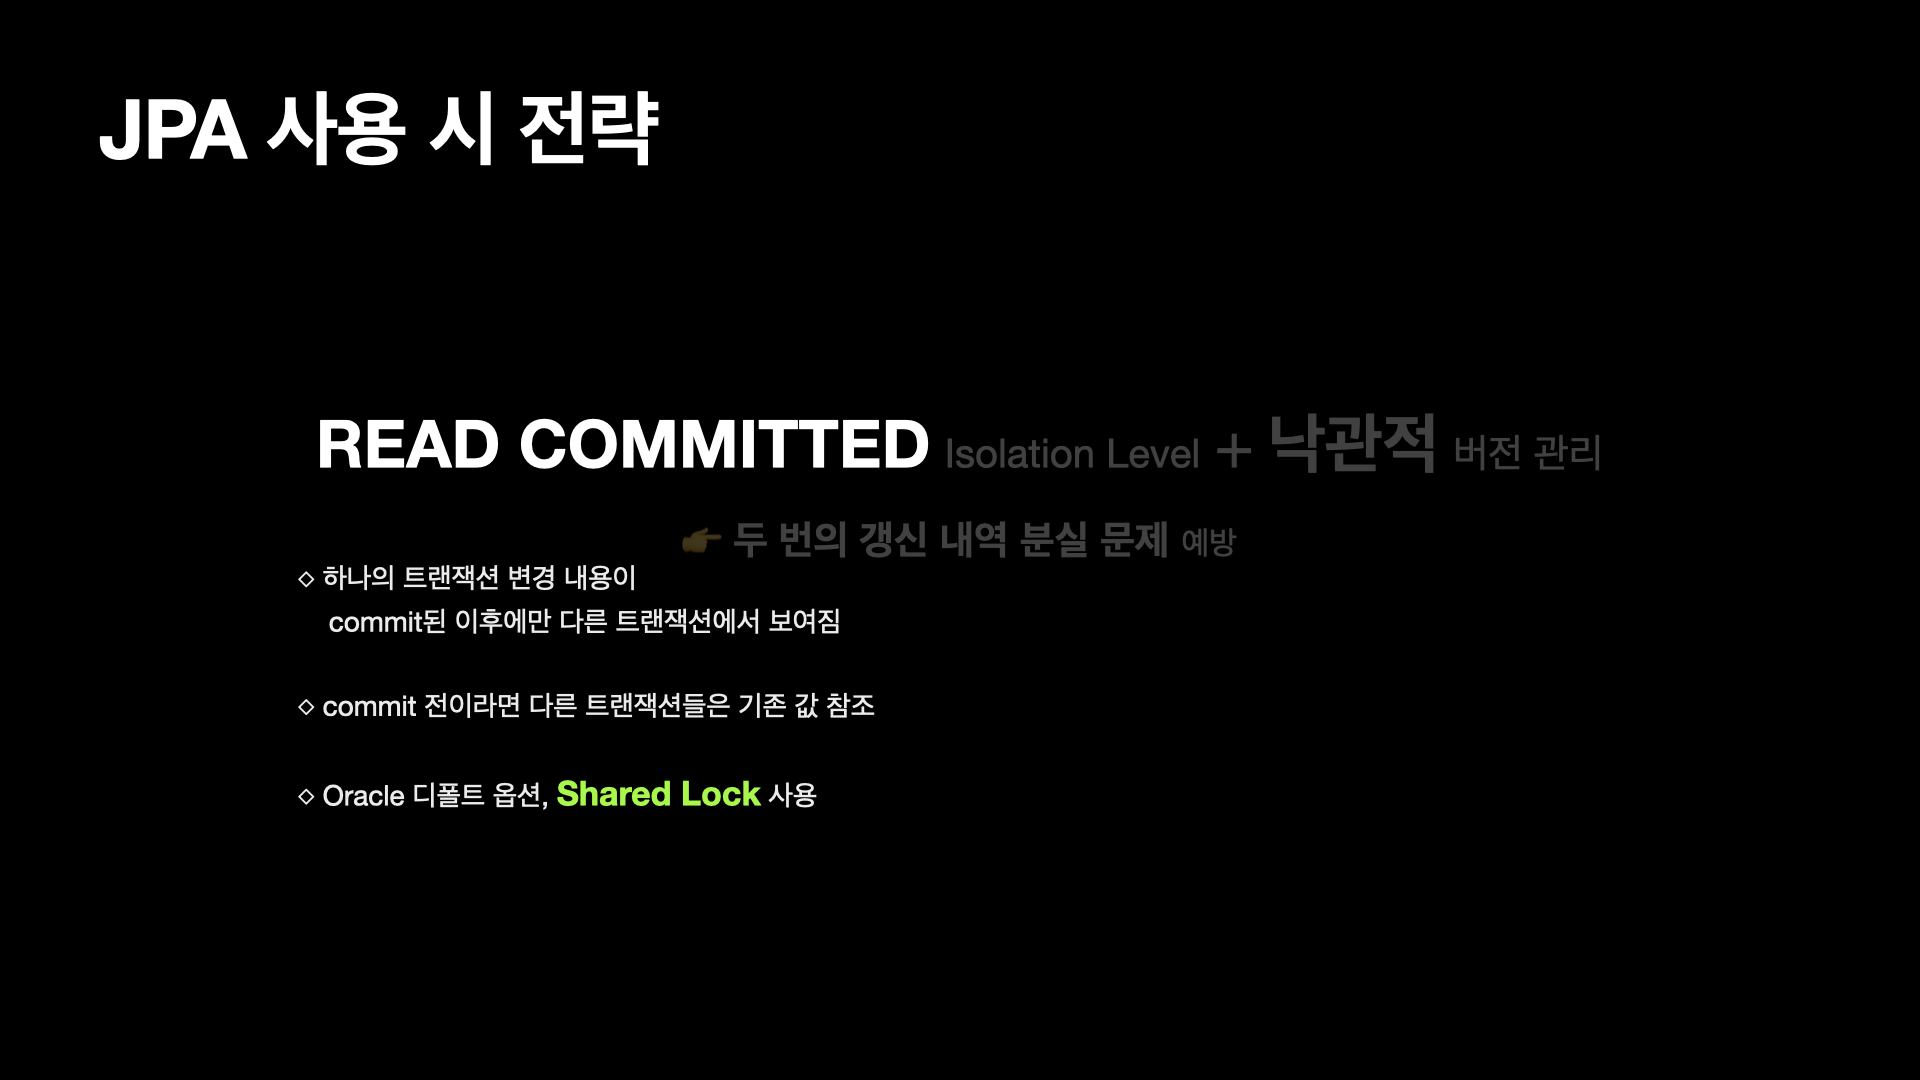 JPA 사용 시 전략
READ COMMITTED Isolation Level + 낙관적 버전 관리
👉 두 번의 갱신 내역 분실 문제 예방
◇ 하나의 트랜잭션 변경 내용이
commit된 이후에만 다른 트랜잭션에서 보여짐
◇ commit 전이라면 다른 트랜잭션들은 기존 값 참조
◇ Oracle 디폴트 옵션, Shared Lock 사용